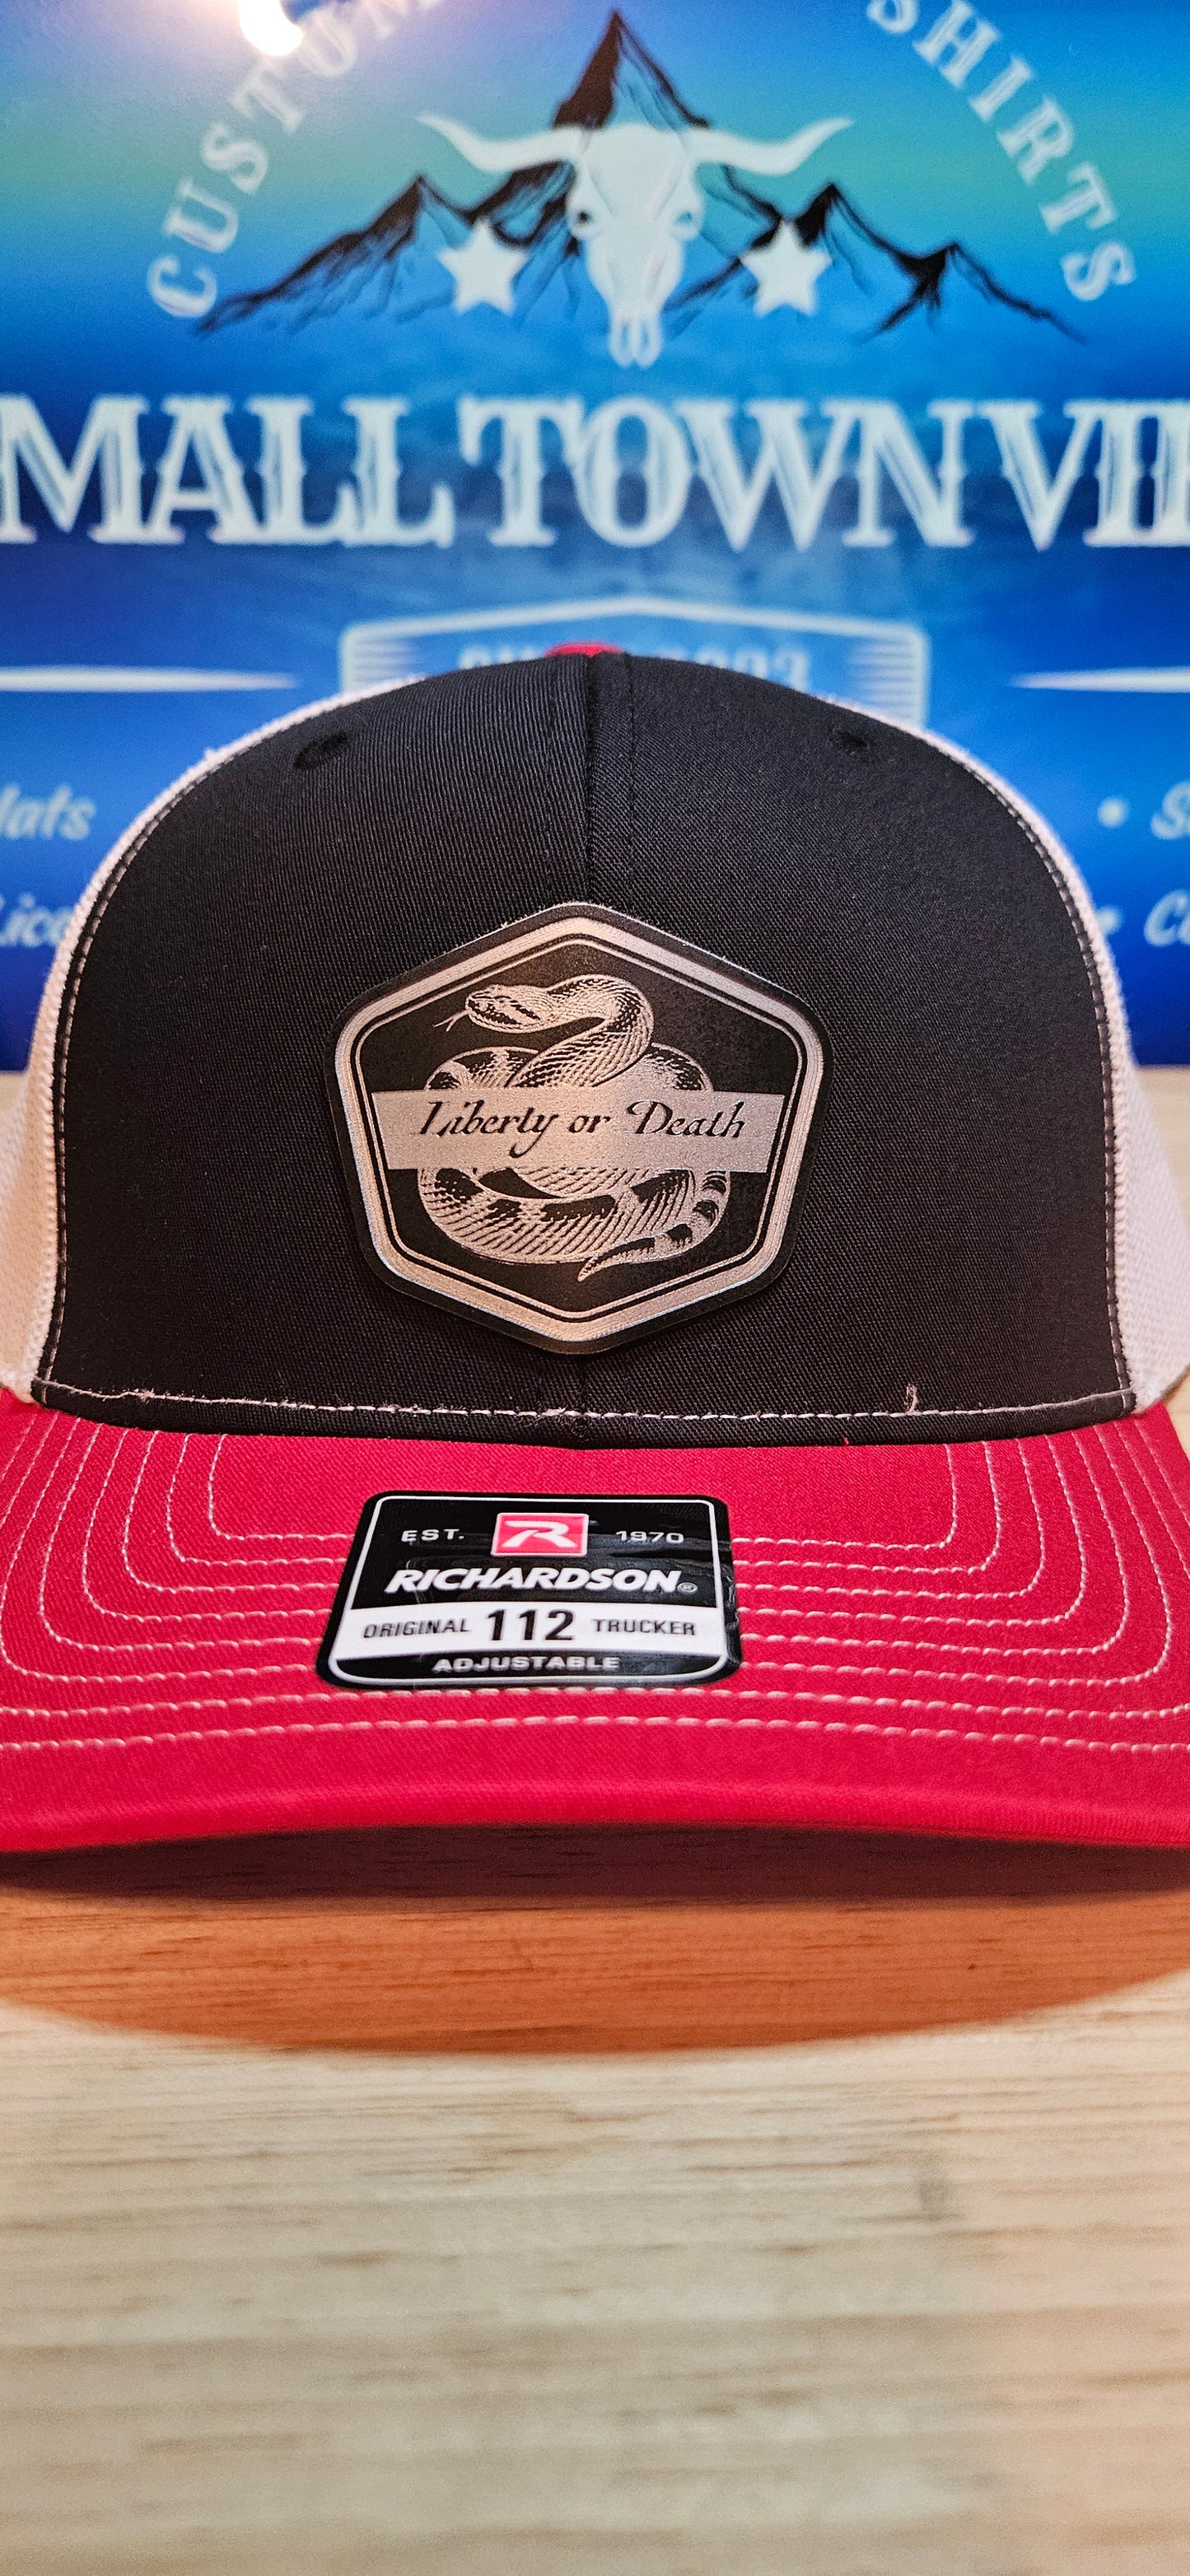 CUSTOM
SHIRTS
MALL TOWN VI
Liberty or Death
EST. R 1970
RICHARDSON®
ORIGINAL 112 TRUCKER
ADJUSTABLE